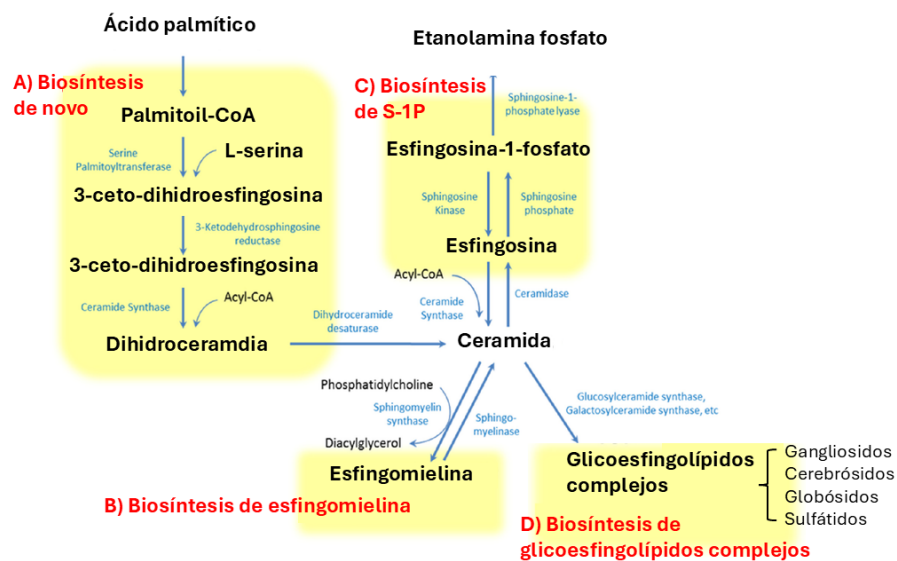 Ácido palmítico
A) Biosíntesis
de novo
Palmitoil-CoA
Serine
Palmitoyltransferase
L-serina
3-ceto-dihidroesfingosina
3-Ketodehydrosphingosine
reductase
3-ceto-dihidroesfingosina
Ceramide Synthase
Acyl-CoA
Dihidroceramdia
Dihydroceramide
desaturase
Etanolamina fosfato
C) Biosíntesis
de S-1P
Sphingosine-1-
phosphate lyase
Esfingosina-1-fosfato
Sphingosine
Kinase
Sphingosine
phosphate
Esfingosina
Acyl-CoA
Ceramide
Synthase
Ceramidase
Ceramida
Phosphatidylcholine
Sphingomyelin
synthase
Sphingo-
myelinase
Diacylglycerol
Esfingomielina
B) Biosíntesis de esfingomielina
Glucosylceramide synthase,
Galactosylceramide synthase, etc
Glicoesfingolípidos
complejos
Gangliosidos
Cerebrósidos
Globósidos
Sulfátidos
D) Biosíntesis de
glicoesfingolípidos complejos